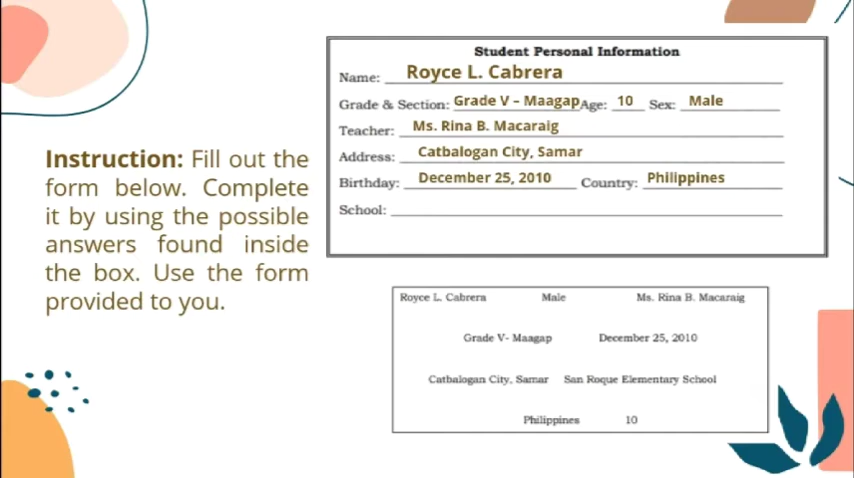 Student Personal Information
Name: Royce L. Cabrera
Grade & Section: Grade V – Maagap Age: 10 Sex: Male
Teacher: Ms. Rina B. Macaraig
Address: Catbalogan City, Samar
Birthday: December 25, 2010 Country: Philippines
School:
Instruction: Fill out the
form below. Complete
it by using the possible
answers found inside
the box. Use the form
provided to you.
Royce L. Cabrera Male Ms. Rina B. Macaraig
Grade V- Maagap December 25, 2010
Catbalogan City, Samar San Roque Elementary School
Philippines 10